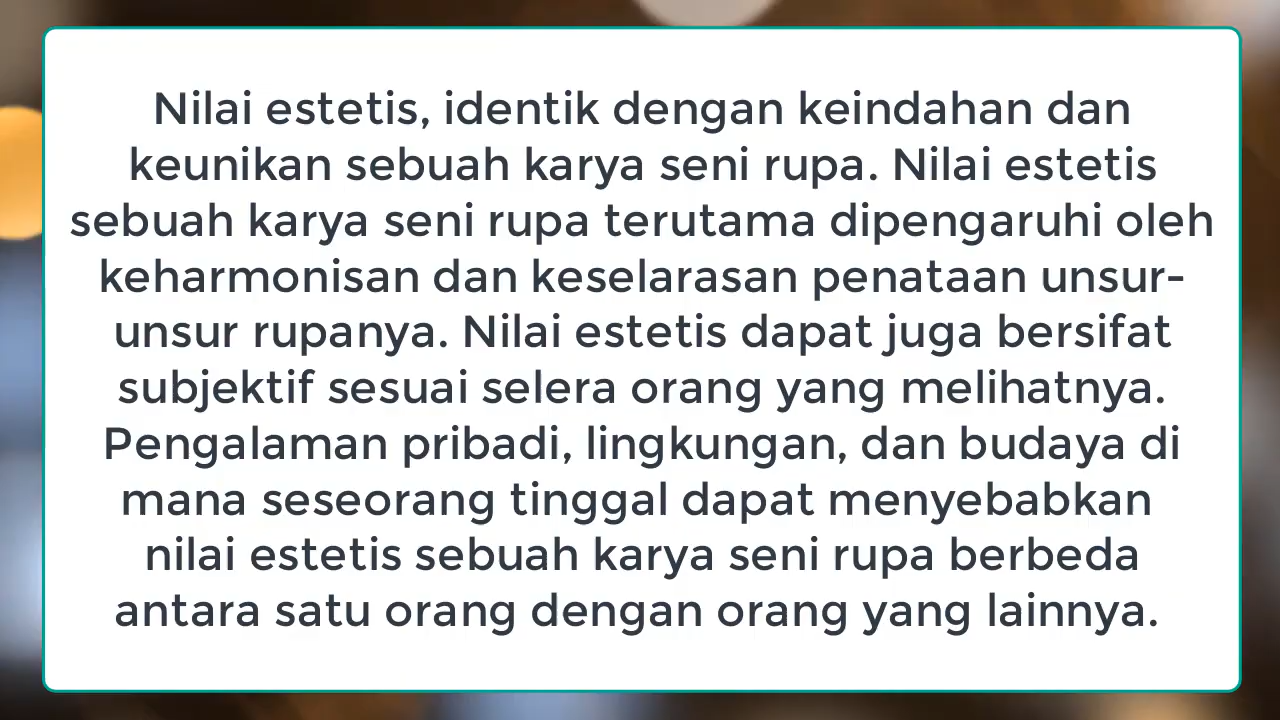 Nilai estetis, identik dengan keindahan dan
keunikan sebuah karya seni rupa. Nilai estetis
sebuah karya seni rupa terutama dipengaruhi oleh
keharmonisan dan keselarasan penataan unsur-
unsur rupanya. Nilai estetis dapat juga bersifat
subjektif sesuai selera orang yang melihatnya.
Pengalaman pribadi, lingkungan, dan budaya di
mana seseorang tinggal dapat menyebabkan
nilai estetis sebuah karya seni rupa berbeda
antara satu orang dengan orang yang lainnya.